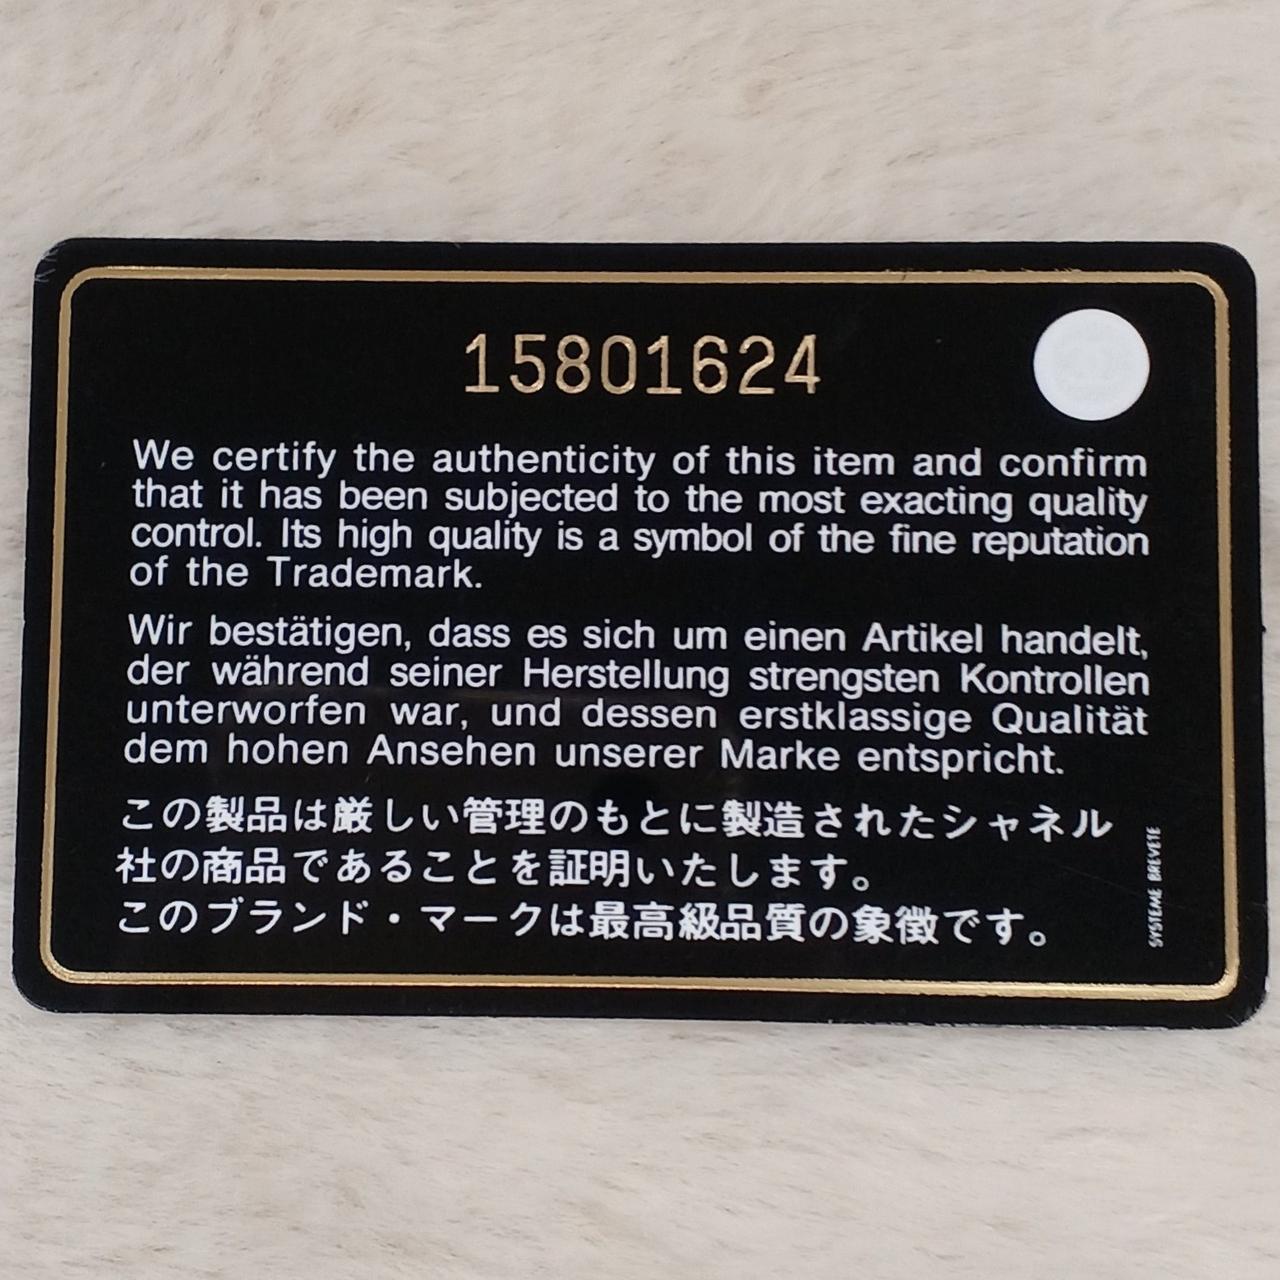 15801624
We certify the authenticity of this item and confirm
that it has been subjected to the most exacting quality
control. Its high quality is a symbol of the fine reputation
of the Trademark.
Wir bestätigen, dass es sich um einen Artikel handelt,
der während seiner Herstellung strengsten Kontrollen
unterworfen war, und dessen erstklassige Qualität
dem hohen Ansehen unserer Marke entspricht.
この製品は厳しい管理のもとに製造されたシャネル
社の商品であることを証明いたします。
このブランド・マークは最高級品質の象徴です。
SYSTEME BREVETE